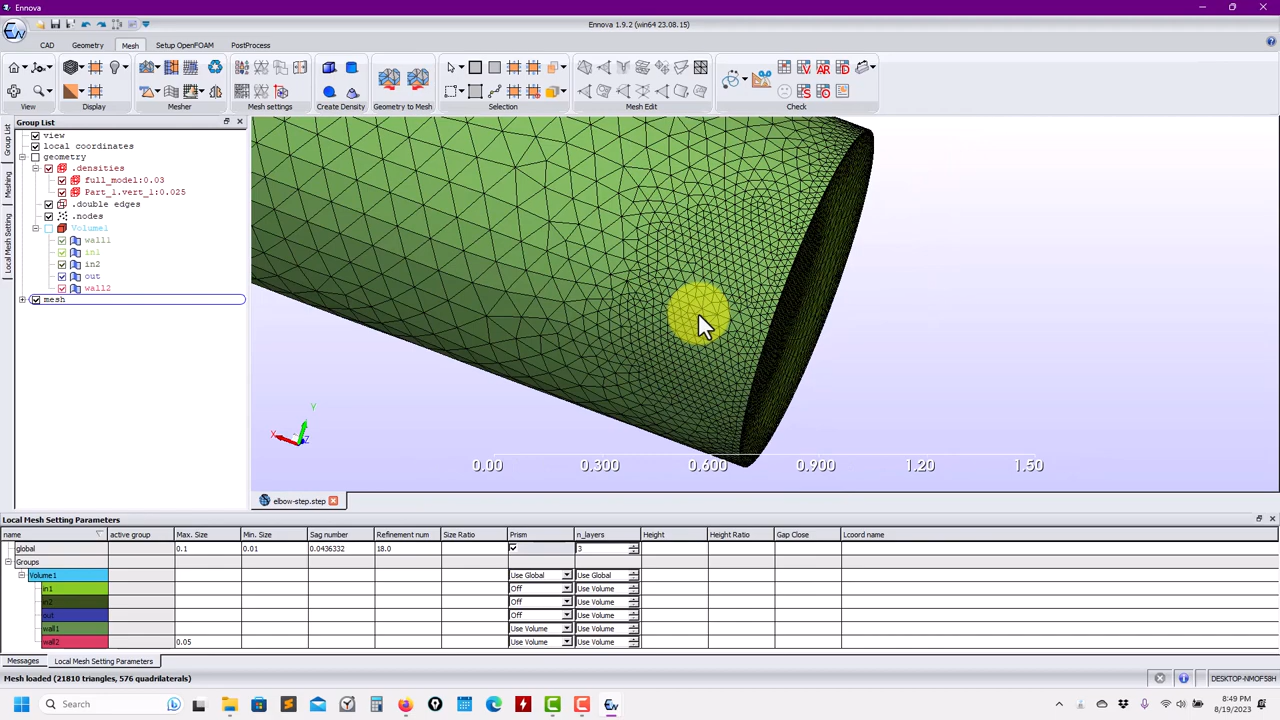 Ennova
Ennova 1.9.2 (win64 23.08.15)
CAD Geometry Mesh Setup OpenFOAM PostProcess
View Display Mesher Mesh settings Create Density Geometry to Mesh Selection Mesh Edit Check
Group List
Group List
Meshing
Local Mesh Setting
view
local coordinates
geometry
.densities
full_model:0.03
Part_1.vert_1:0.025
.double edges
.nodes
Volume1
wall1
in1
in2
out
wall2
mesh
Y
X
Z
0.00 0.300 0.600 0.900 1.20 1.50
elbow-step.step
Local Mesh Setting Parameters
name active group Max. Size Min. Size Sag number Refinement num Size Ratio Prism n_layers Height Height Ratio Gap Close Lcoord name
global 0.1 0.01 0.0436332 18.0 3
Groups
Volume1 Use Global Use Global
in1 Off Use Volume
in2 Off Use Volume
out Off Use Volume
wall1 Use Volume Use Volume
wall2 0.05 Use Volume Use Volume
Messages Local Mesh Setting Parameters
Mesh loaded (21810 triangles, 576 quadrilaterals) DESKTOP-NMOF58H
Search
8:49 PM
8/19/2023